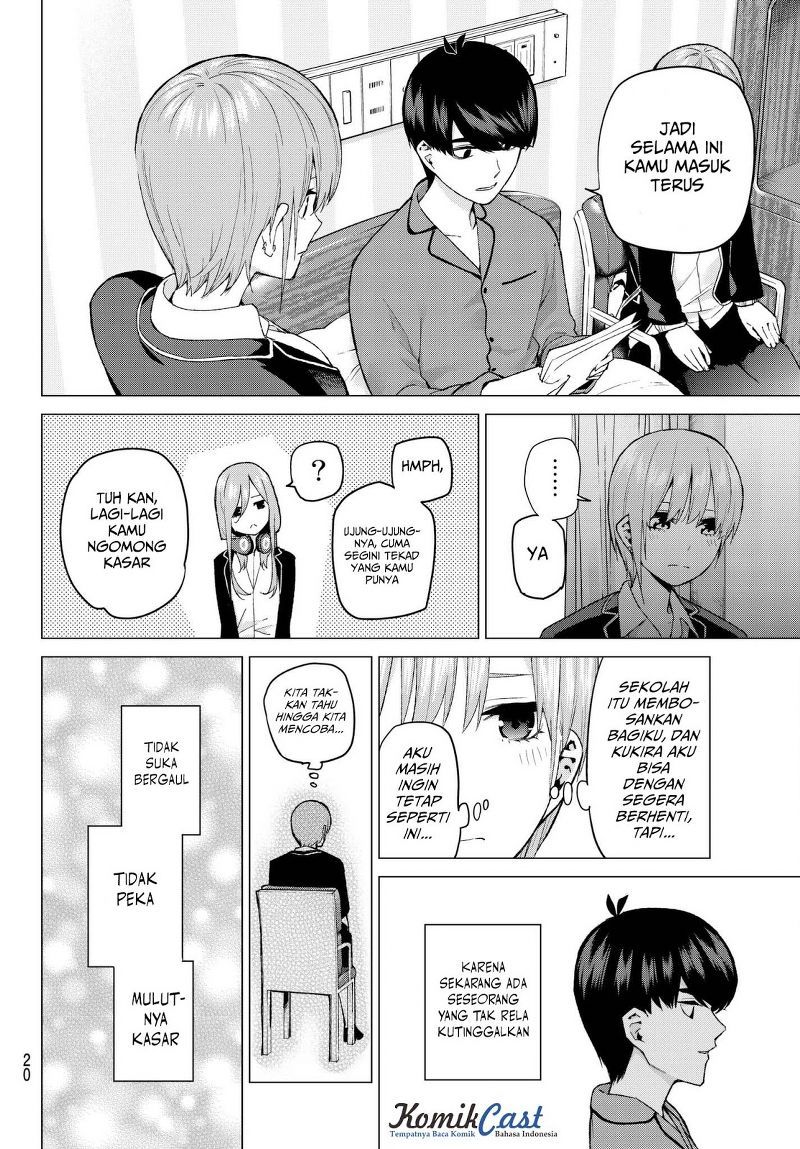 JADI
SELAMA INI
KAMU MASUK
TERUS
......
YA
HMPH,
UJUNG-UJUNG-
NYA, CUMA
SEGINI TEKAD
YANG KAMU
PUNYA
?
TUH KAN,
LAGI-LAGI
KAMU
NGOMONG
KASAR
SEKOLAH
ITU MEMBO-
SANKAN
BAGIKU, DAN
KUKIRA AKU
BISA
DENGAN
SEGERA
BERHENTI,
TAPI...
AKU
MASIH
INGIN
TETAP
SEPERTI
INI...
KITA TAK-
KAN TAHU
HINGGA KITA
MENCOBA...
TIDAK
SUKA
BERGAUL
TIDAK
PEKA
MULUT-
NYA
KASAR
KARENA
SEKARANG ADA
SESEORANG
YANG TAK RELA
KUTINGGALKAN
20
KomikCast
Tempatnya Baca Komik Bahasa Indonesia